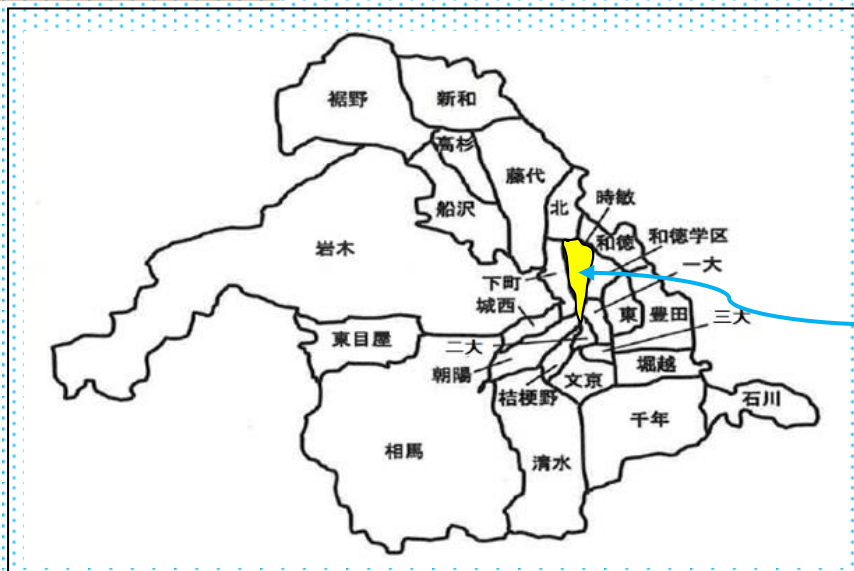 裾野
新和
高杉
藤代
船沢
北
時敏
和徳
和徳学区
岩木
下町
一大
城西
東
豊田
三大
東目屋
二大
朝陽
堀越
文京
桔梗野
石川
千年
相馬
清水